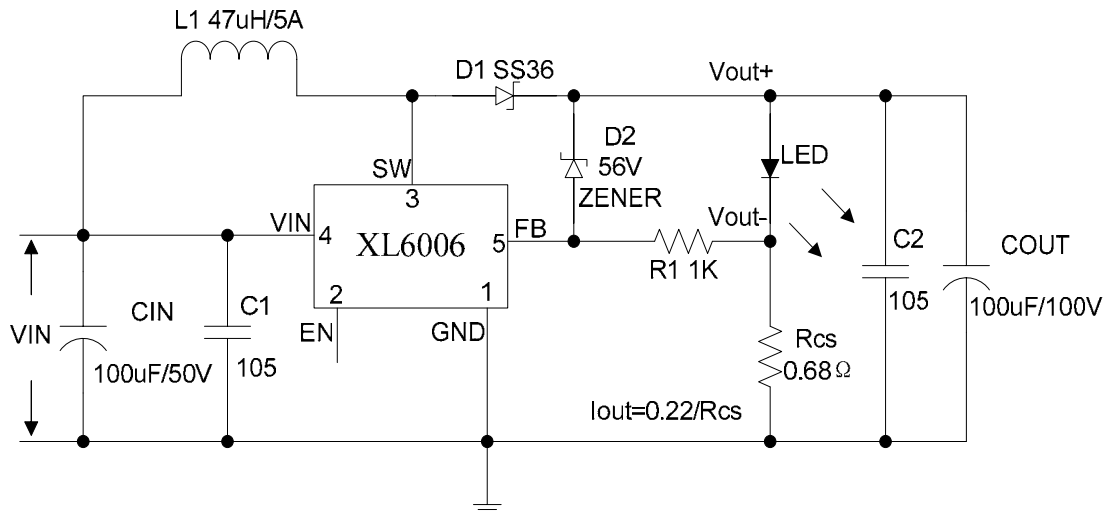 L1 47uH/5A
D1 SS36
Vout+
D2
56V
ZENER
LED
SW
3
VIN
4
XL6006
5
FB
Vout-
R1 1K
2
1
EN
GND
VIN
CIN
100uF/50V
C1
105
C2
105
COUT
100uF/100V
Rcs
0.68Ω
Iout=0.22/Rcs